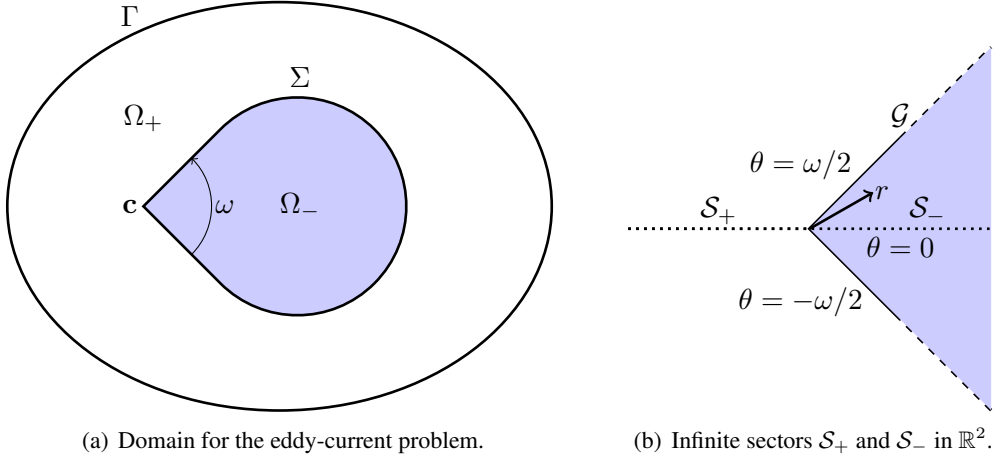 Γ
Σ
Ω₊
c
ω
Ω₋
(a) Domain for the eddy-current problem.
𝒢
θ = ω/2
r
𝒮₊
𝒮₋
θ = 0
θ = −ω/2
(b) Infinite sectors 𝒮₊ and 𝒮₋ in ℝ².